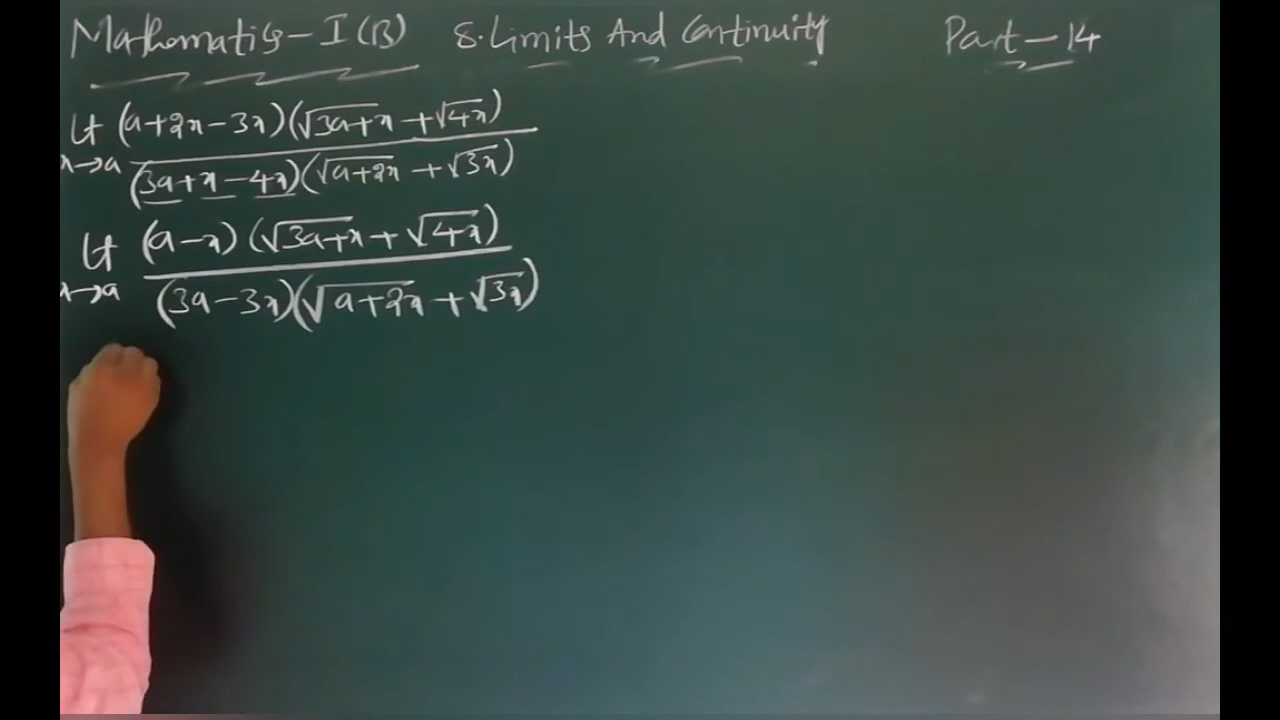 Mathematics-I(B) 8.Limits And Continuity Part-14
Lt (a+2x-3x)(√3a+x +√4x)
x→a (3a+x-4x)(√a+2x +√3x)
Lt (a-x) (√3a+x + √4x)
x→a (3a-3x)(√a+2x + √3x)